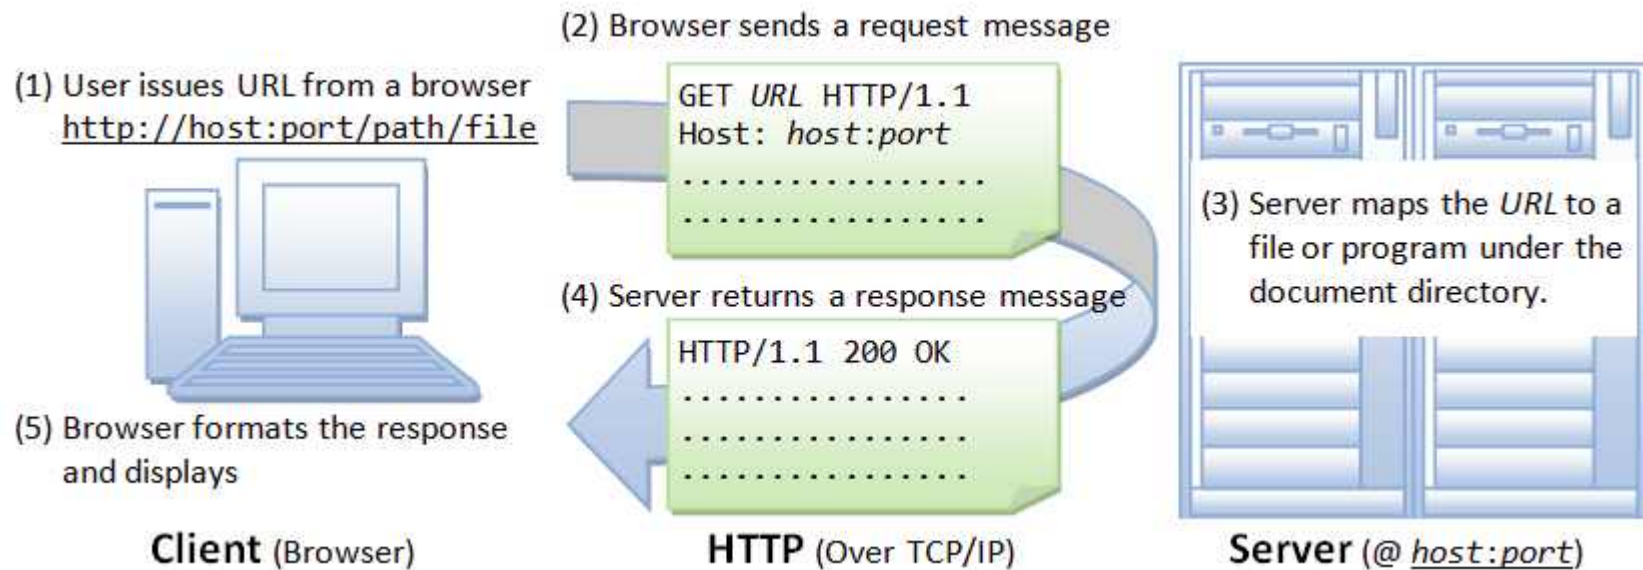 (1) User issues URL from a browser
http://host:port/path/file
(2) Browser sends a request message
GET URL HTTP/1.1
Host: host:port
..................
..................
(3) Server maps the URL to a
file or program under the
document directory.
(4) Server returns a response message
HTTP/1.1 200 OK
.................
.................
.................
(5) Browser formats the response
and displays
Client (Browser)
HTTP (Over TCP/IP)
Server (@ host:port)